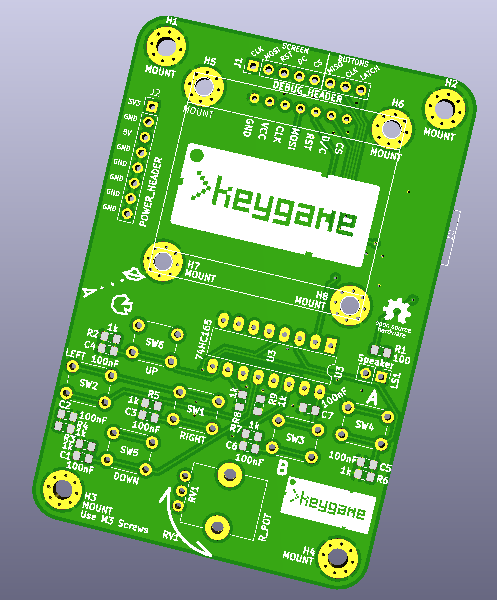 H1
MOUNT
J1
CLK
MOSI
RST
DC
CS
SCREEN
BUTTONS
MISO
CLK
LATCH
DEBUG_HEADER
H2
MOUNT
H5
MOUNT
H6
MOUNT
GND
VCC
CLK
MOSI
RST
D/C
CS
J2
3V3
GND
5V
GND
GND
GND
GND
GND
POWER_HEADER
>keygame
H7
MOUNT
H8
MOUNT
open source
hardware
R1
100
Speaker
LS1
74HC165
U3
R2
1k
C4
100nF
SW6
UP
LEFT
SW2
100nF
R5
1k
C3
100nF
SW1
RIGHT
1k
R8
R9
1k
C7
100nF
A
SW4
C2
100nF
R4
1k
C1
100nF
SW5
DOWN
R7
1k
C6
100nF
SW3
B
100nF
C5
1k
R6
RV1
R_POT
RV1
>keygame
H3
MOUNT
Use M3 Screws
H4
MOUNT